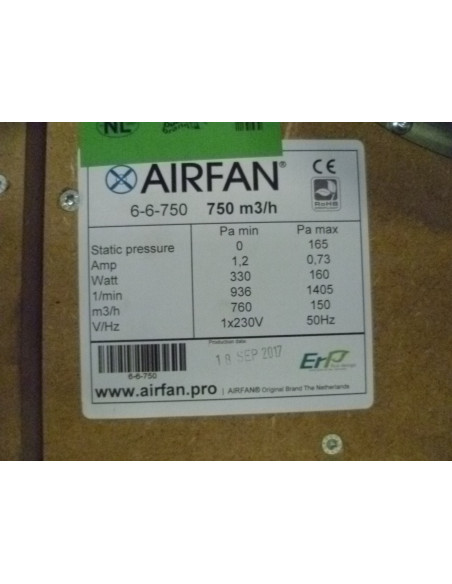 NL
AIRFAN®
CE
RoHS
6-6-750 750 m3/h
Pa min Pa max
Static pressure 0 165
Amp 1,2 0,73
Watt 330 160
1/min 936 1405
m3/h 760 150
V/Hz 1x230V 50Hz
Production date
18 SEP 2017
6-6-750
ErP
www.airfan.pro | AIRFAN® Original Brand The Netherlands